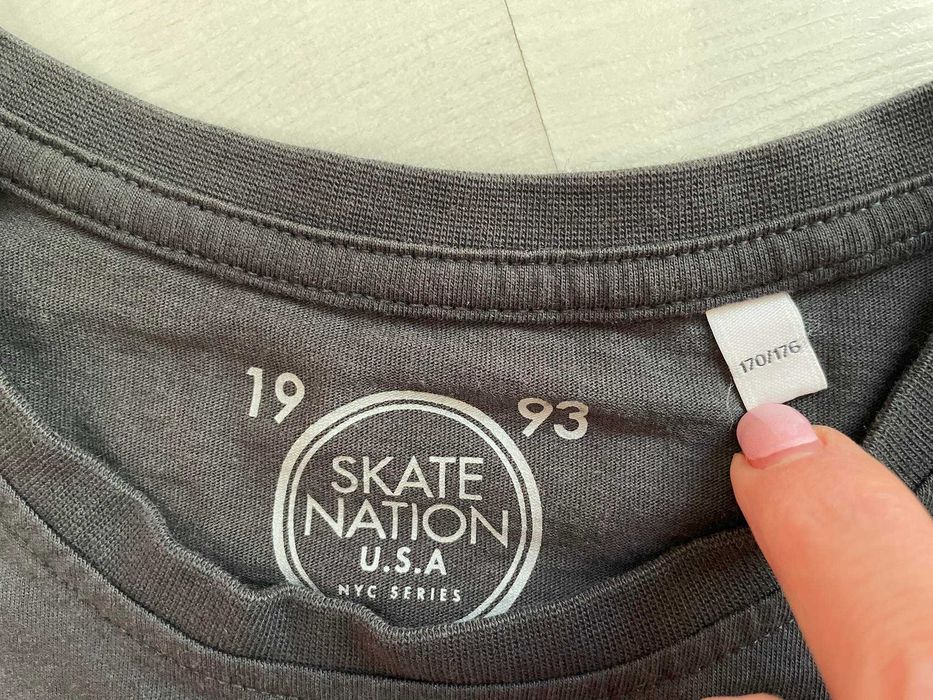 19 93
SKATE
NATION
U.S.A
NYC SERIES
170/176